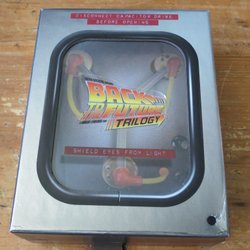 DISCONNECT CAPACITOR DRIVE
BEFORE OPENING
BACK
TO THE FUTURE
TRILOGY
SHIELD EYES FROM LIGHT